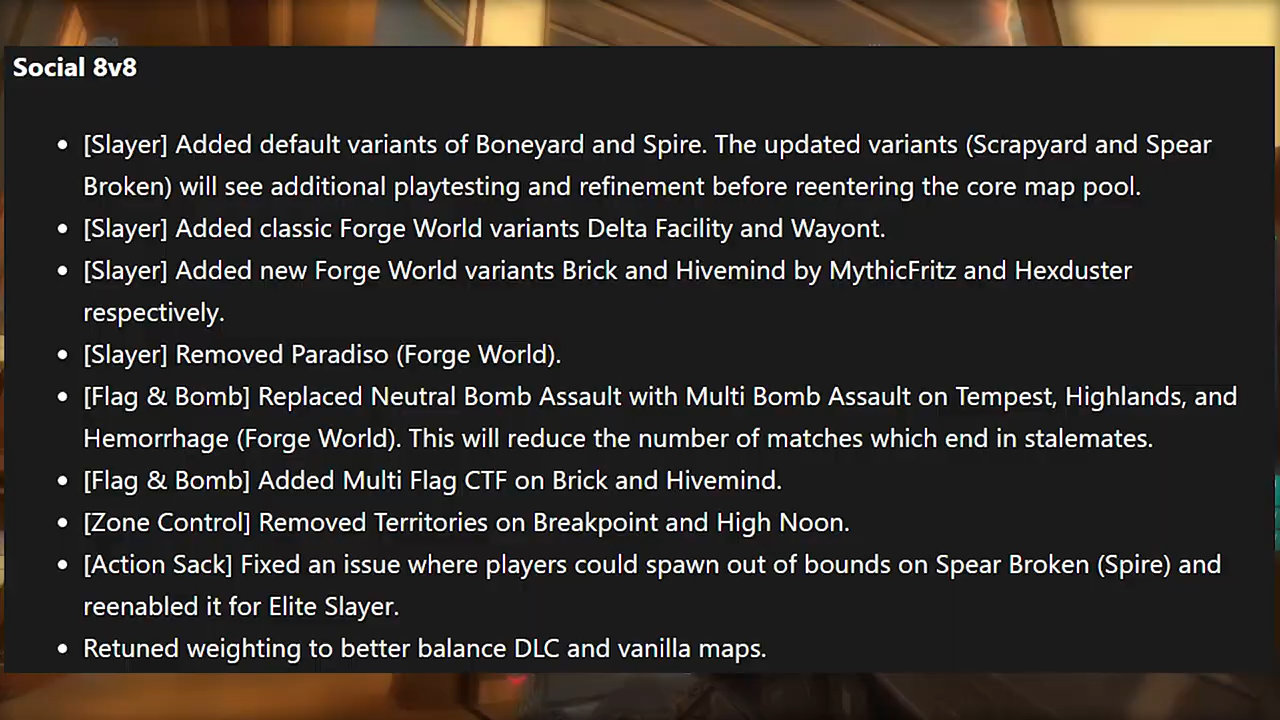 Social 8v8
• [Slayer] Added default variants of Boneyard and Spire. The updated variants (Scrapyard and Spear
Broken) will see additional playtesting and refinement before reentering the core map pool.
• [Slayer] Added classic Forge World variants Delta Facility and Wayont.
• [Slayer] Added new Forge World variants Brick and Hivemind by MythicFritz and Hexduster
respectively.
• [Slayer] Removed Paradiso (Forge World).
• [Flag & Bomb] Replaced Neutral Bomb Assault with Multi Bomb Assault on Tempest, Highlands, and
Hemorrhage (Forge World). This will reduce the number of matches which end in stalemates.
• [Flag & Bomb] Added Multi Flag CTF on Brick and Hivemind.
• [Zone Control] Removed Territories on Breakpoint and High Noon.
• [Action Sack] Fixed an issue where players could spawn out of bounds on Spear Broken (Spire) and
reenabled it for Elite Slayer.
• Retuned weighting to better balance DLC and vanilla maps.